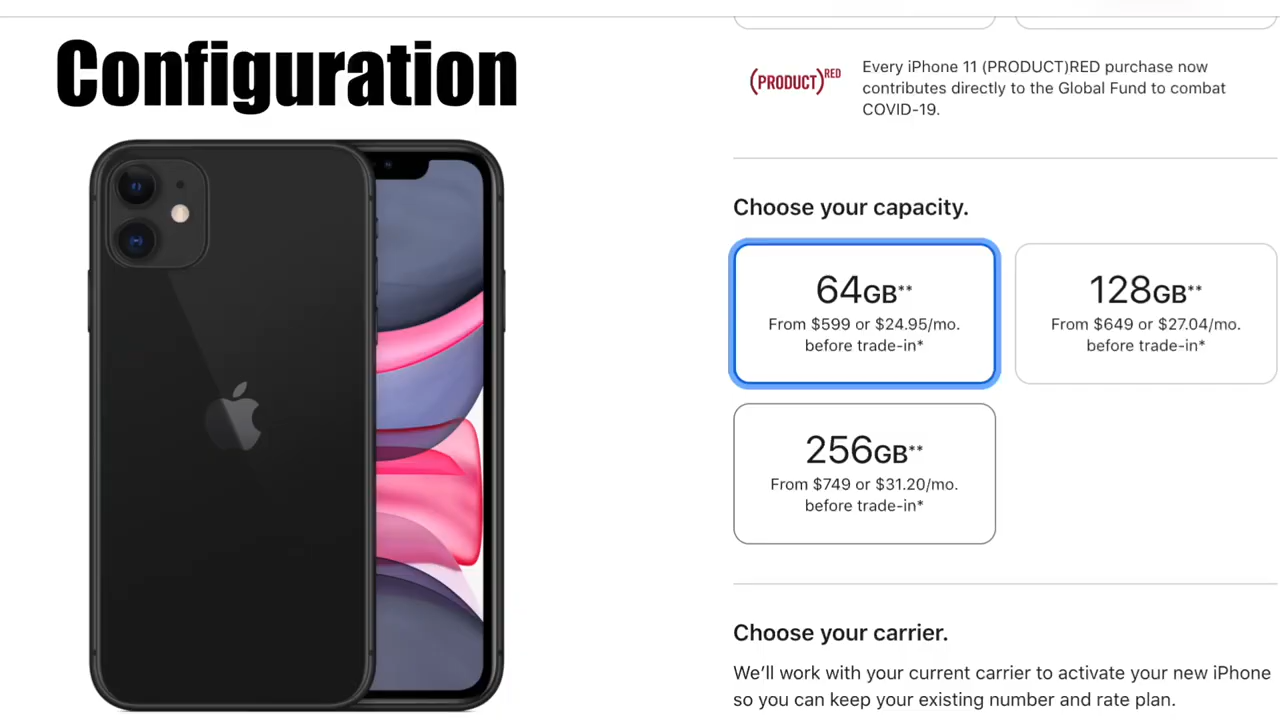 Configuration
(PRODUCT)RED
Every iPhone 11 (PRODUCT)RED purchase now
contributes directly to the Global Fund to combat
COVID-19.
Choose your capacity.
64GB**
From $599 or $24.95/mo.
before trade-in*
128GB**
From $649 or $27.04/mo.
before trade-in*
256GB**
From $749 or $31.20/mo.
before trade-in*
Choose your carrier.
We’ll work with your current carrier to activate your new iPhone
so you can keep your existing number and rate plan.